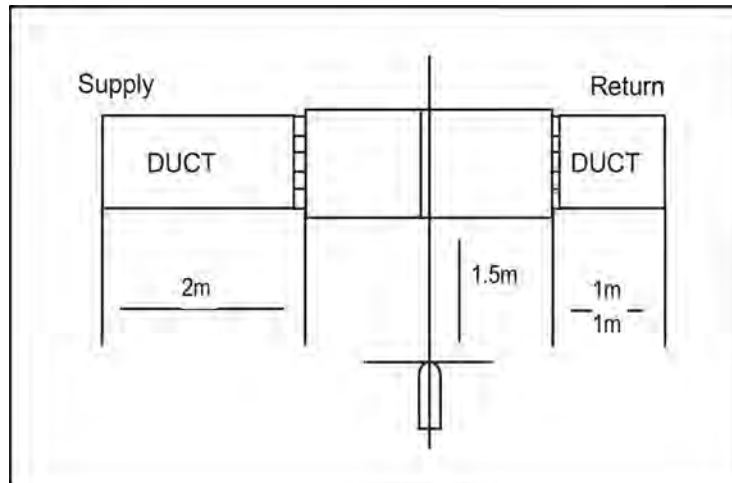 Supply
Return
DUCT
DUCT
2m
1.5m
1m
1m